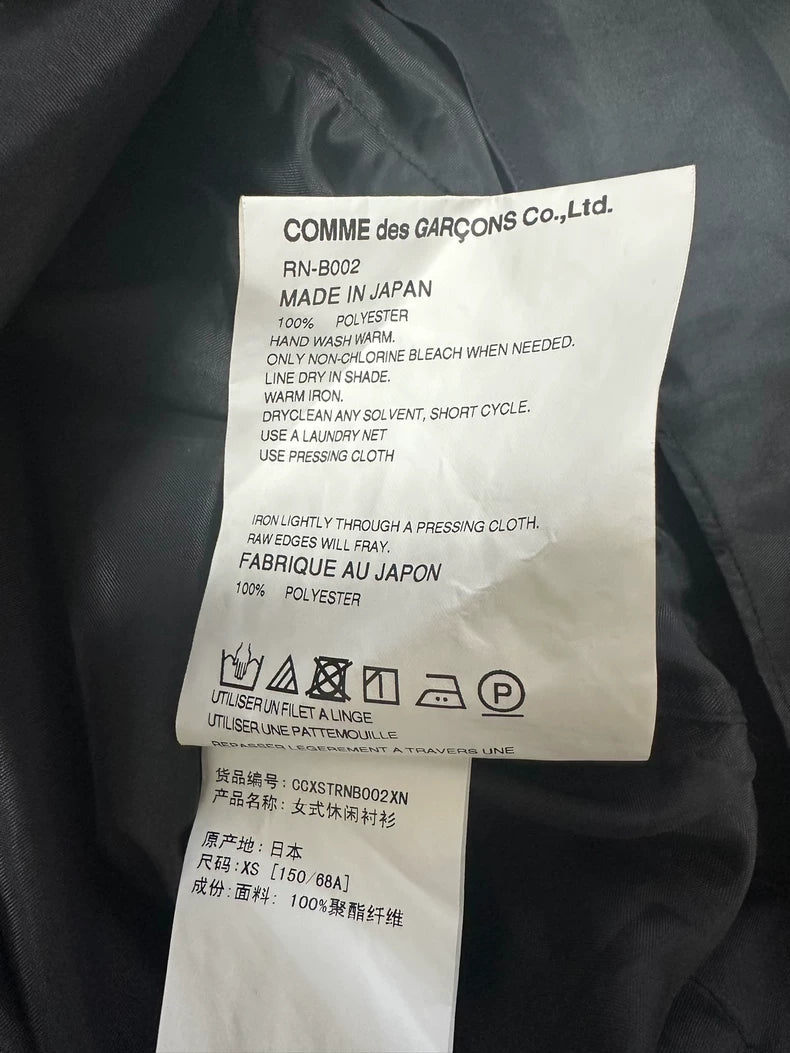 COMME des GARÇONS Co.,Ltd.
RN-B002
MADE IN JAPAN
100% POLYESTER
HAND WASH WARM.
ONLY NON-CHLORINE BLEACH WHEN NEEDED.
LINE DRY IN SHADE.
WARM IRON.
DRYCLEAN ANY SOLVENT, SHORT CYCLE.
USE A LAUNDRY NET
USE PRESSING CLOTH
IRON LIGHTLY THROUGH A PRESSING CLOTH.
RAW EDGES WILL FRAY.
FABRIQUE AU JAPON
100% POLYESTER
P
UTILISER UN FILET A LINGE
UTILISER UNE PATTEMOUILLE
REPASSER LEGEREMENT A TRAVERS UNE
货品编号: CCXSTRNB002XN
产品名称: 女式休闲衬衫
原产地: 日本
尺码:XS [150/68A]
成份:面料: 100%聚酯纤维